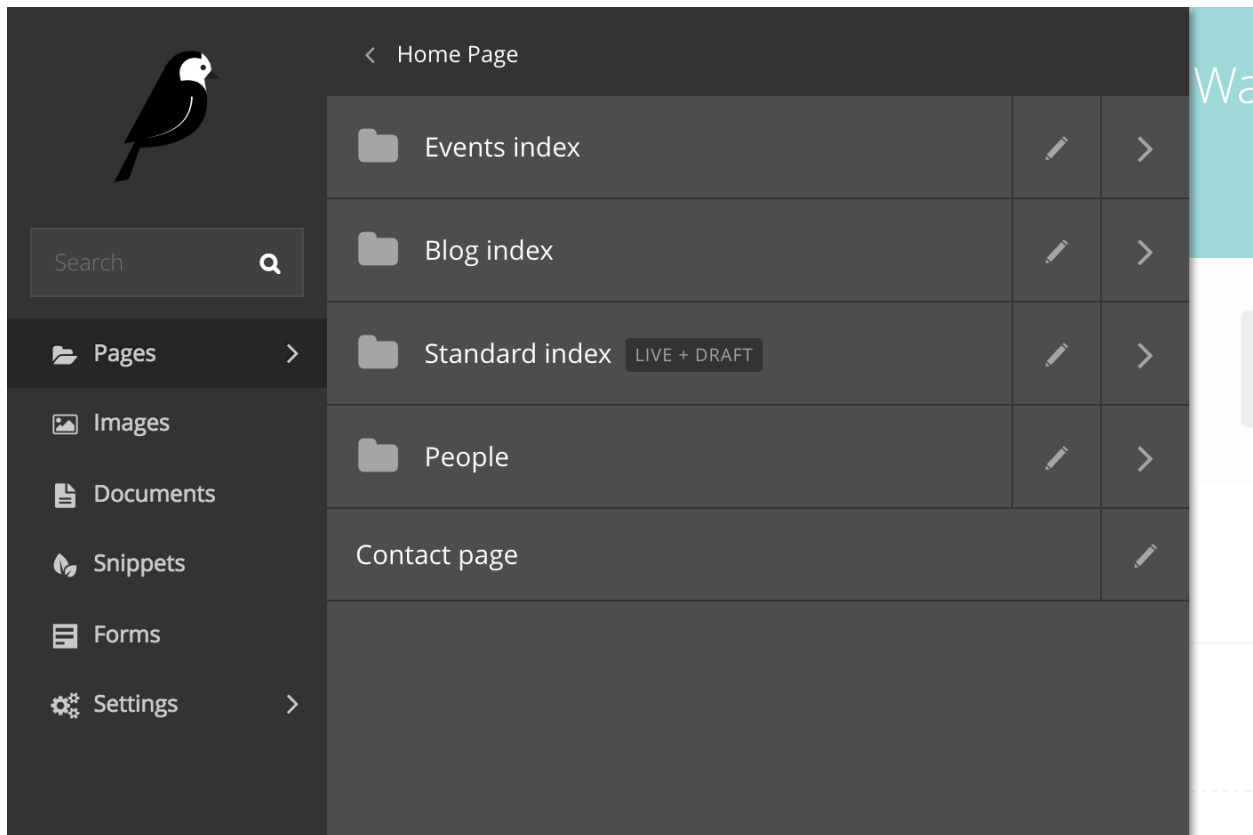 Home Page
Events index
Blog index
Standard index LIVE + DRAFT
People
Contact page
Search
Pages
Images
Documents
Snippets
Forms
Settings